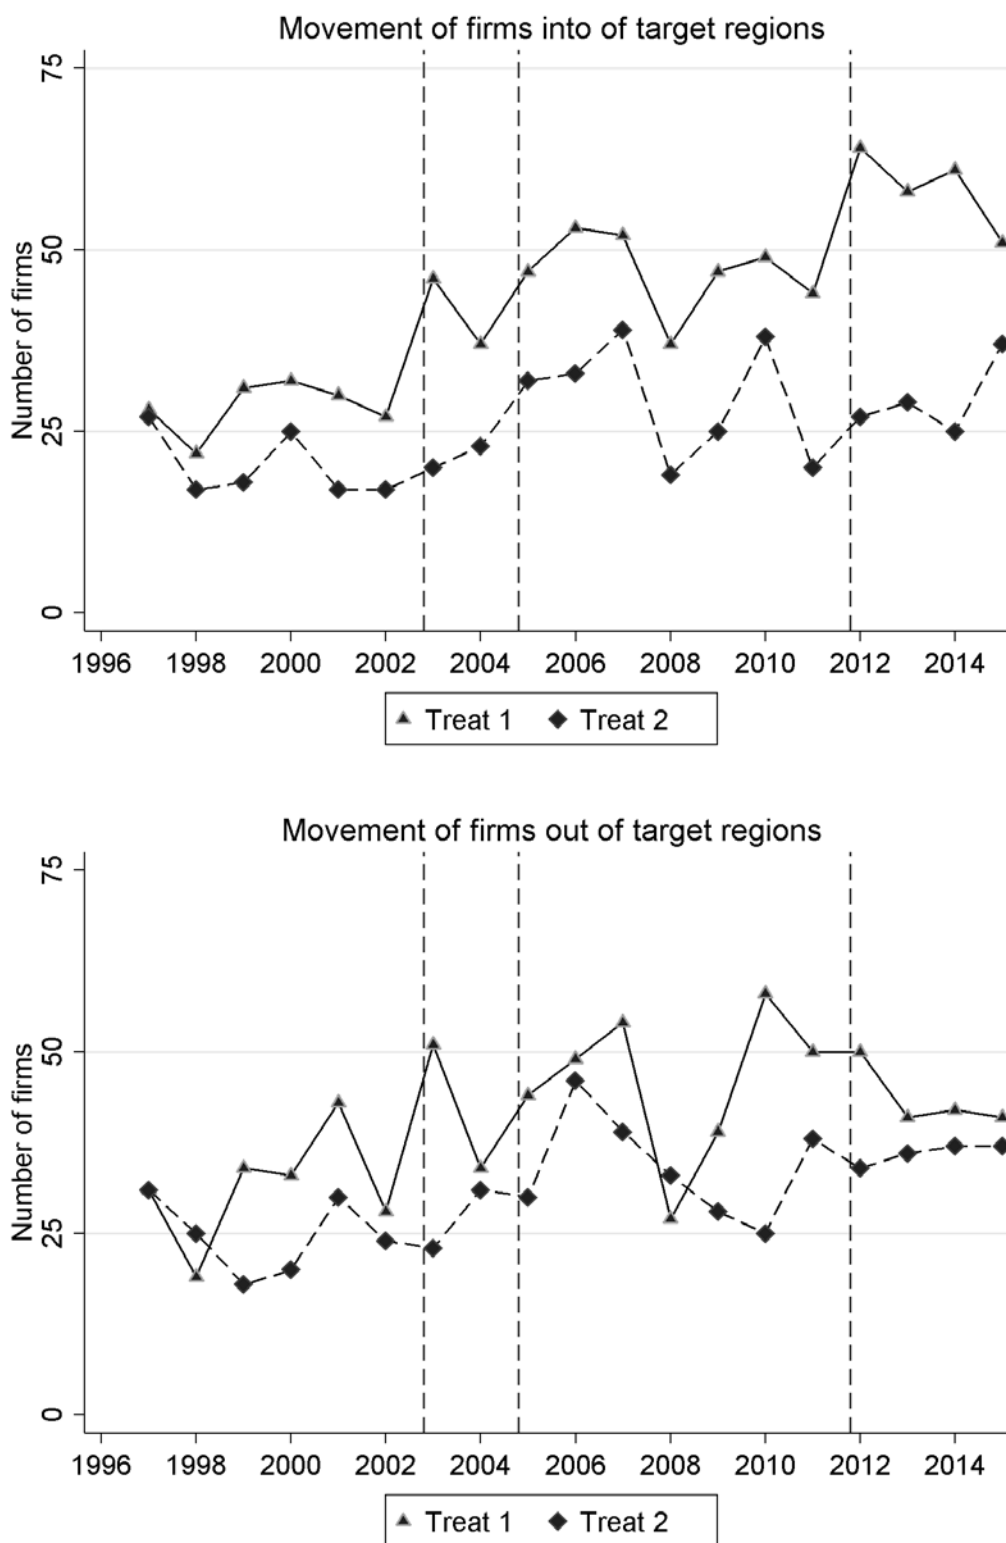 Movement of firms into of target regions
Number of firms
75
50
25
0
1996 1998 2000 2002 2004 2006 2008 2010 2012 2014
Treat 1 Treat 2
Movement of firms out of target regions
Number of firms
75
50
25
0
1996 1998 2000 2002 2004 2006 2008 2010 2012 2014
Treat 1 Treat 2